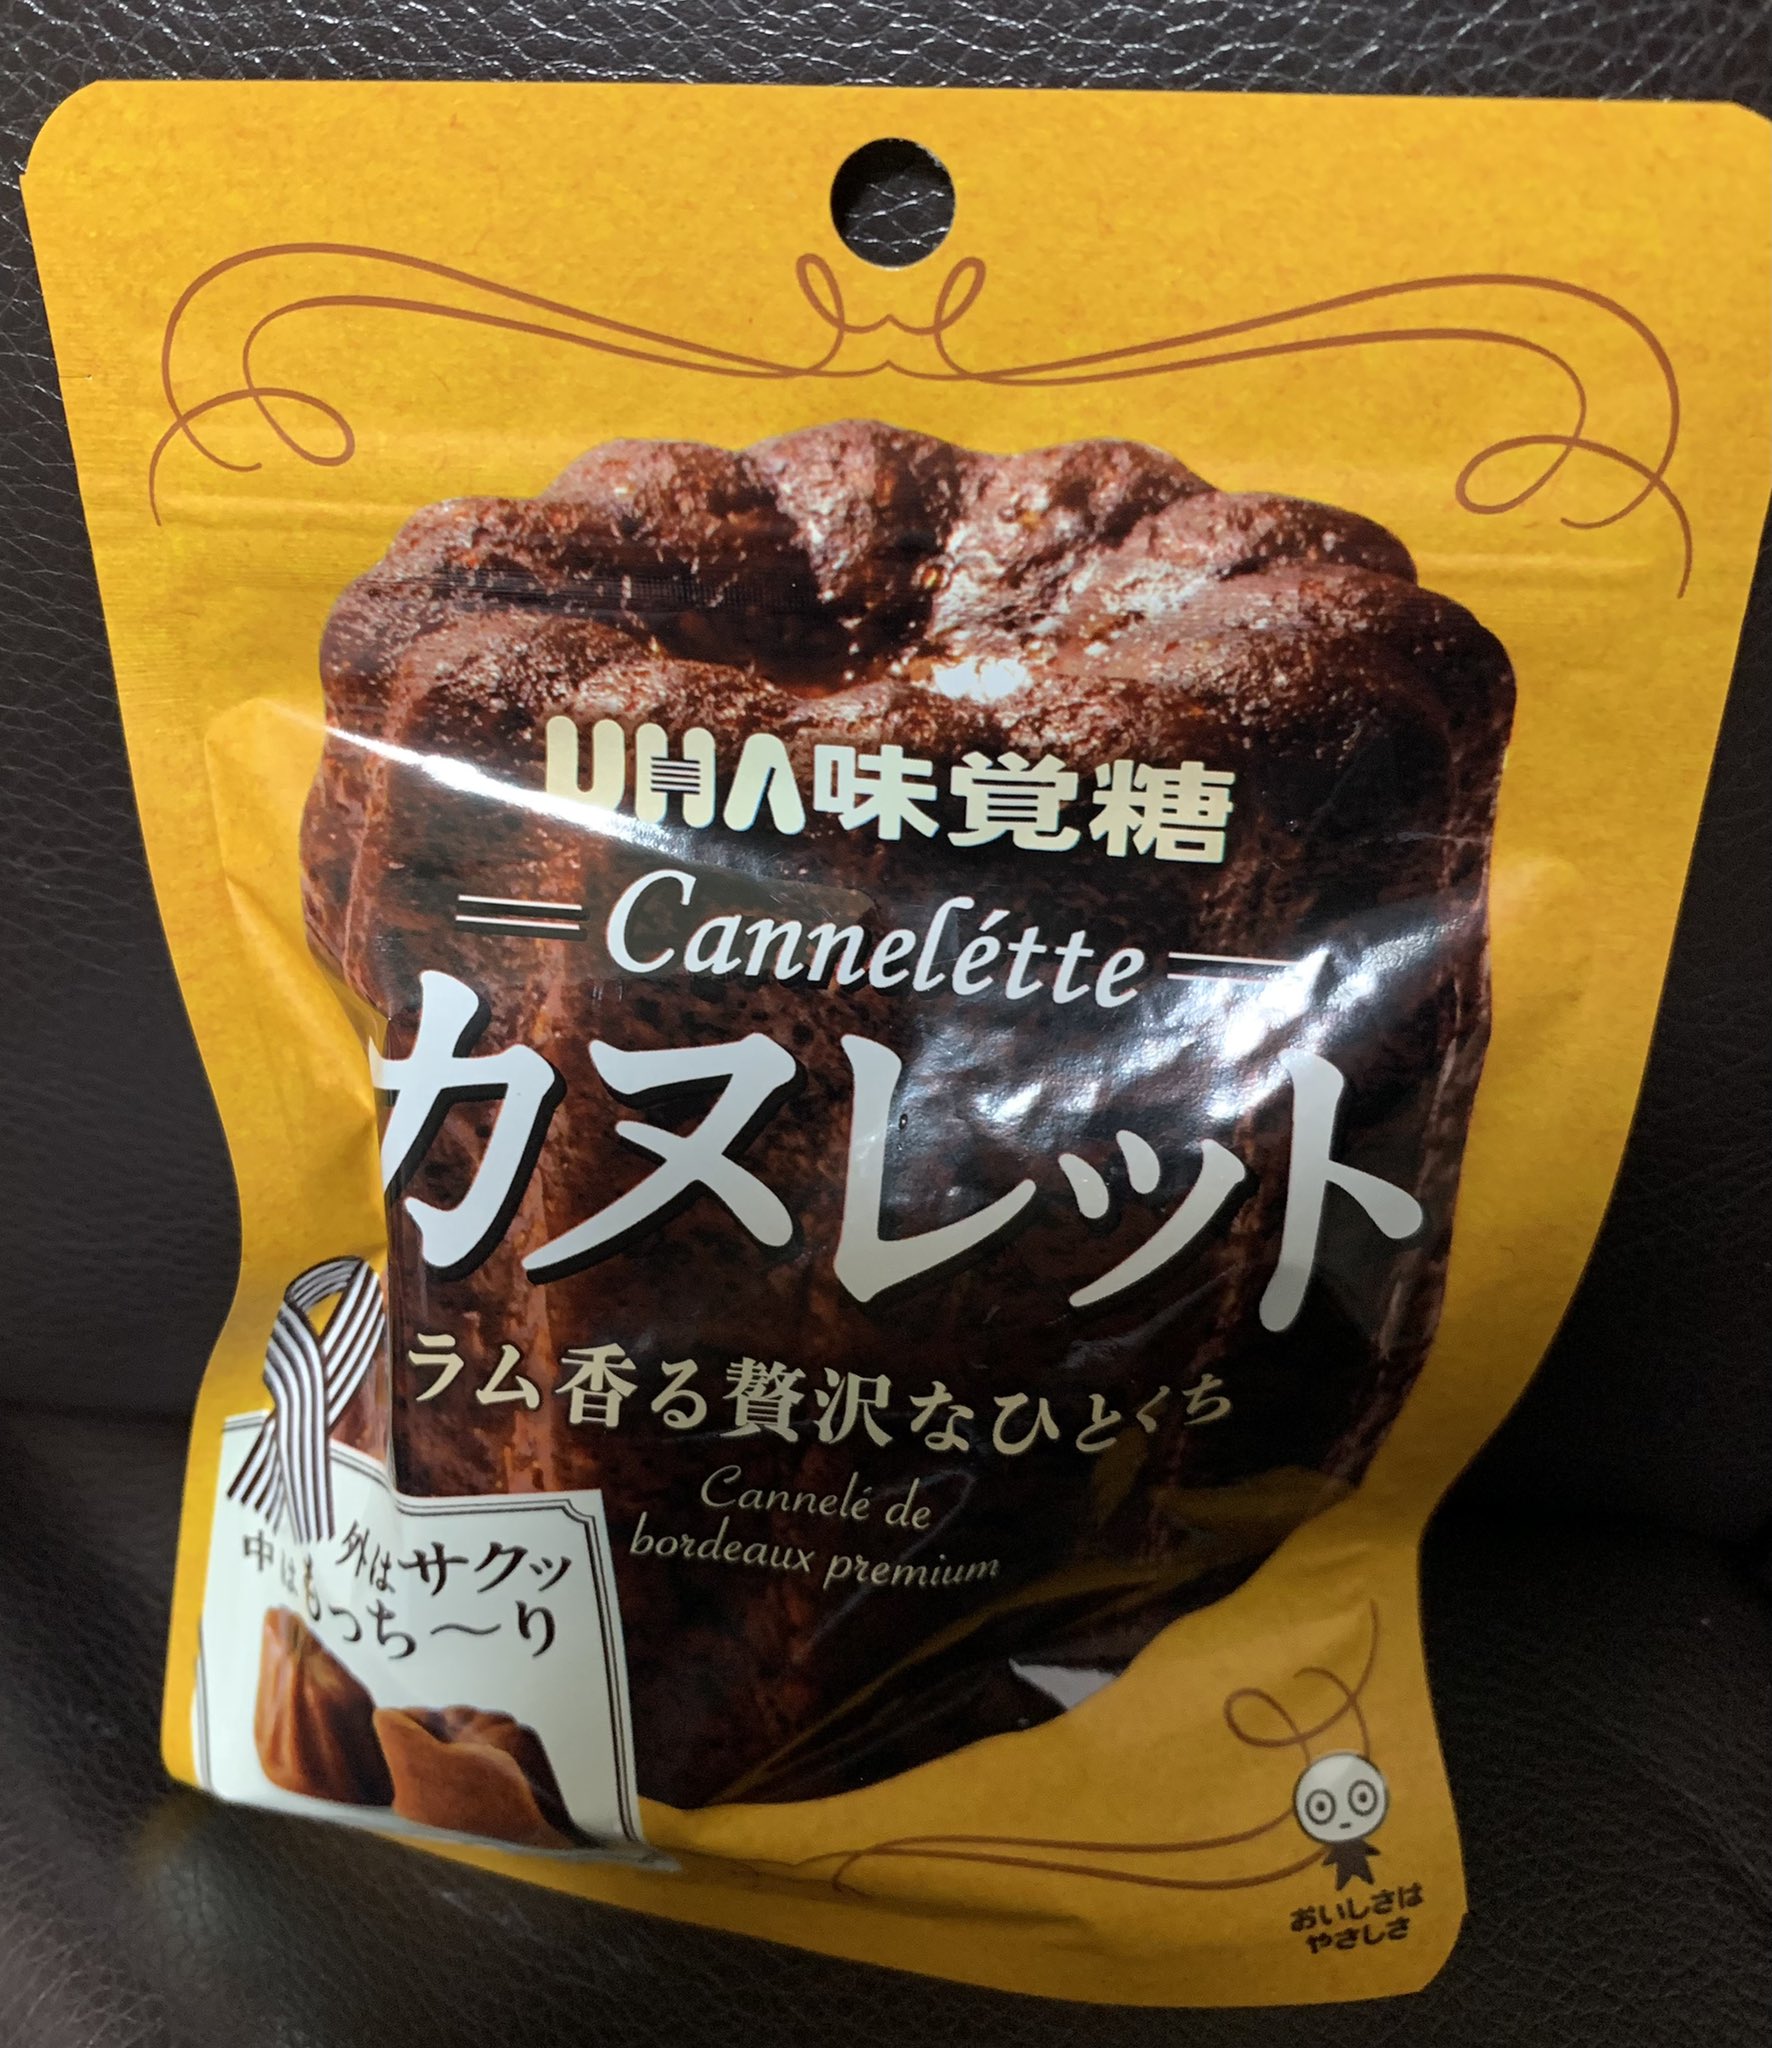 UHA味覚糖
Cannelétte
カヌレット
ラム香る贅沢なひとくち
Cannelé de
bordeaux premium
外はサクッ
中はもっち〜り
おいしさは
やさしさ